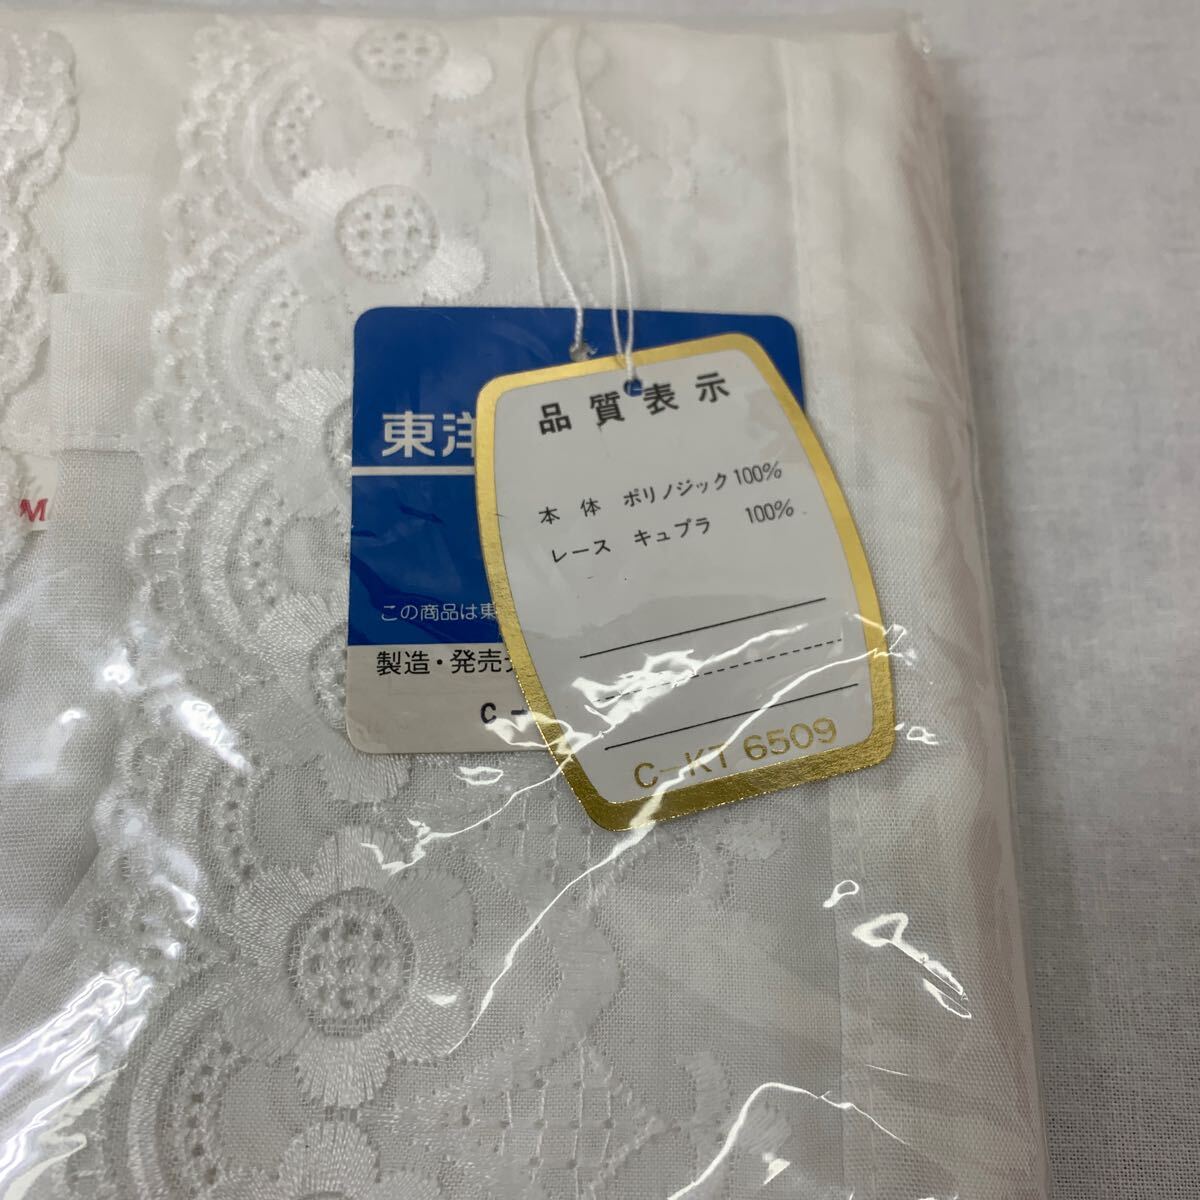 東洋
この商品は東
製造・発売
C-
品質表示
本体 ポリノジック100%
レース キュプラ 100%
C-KT 6509
M